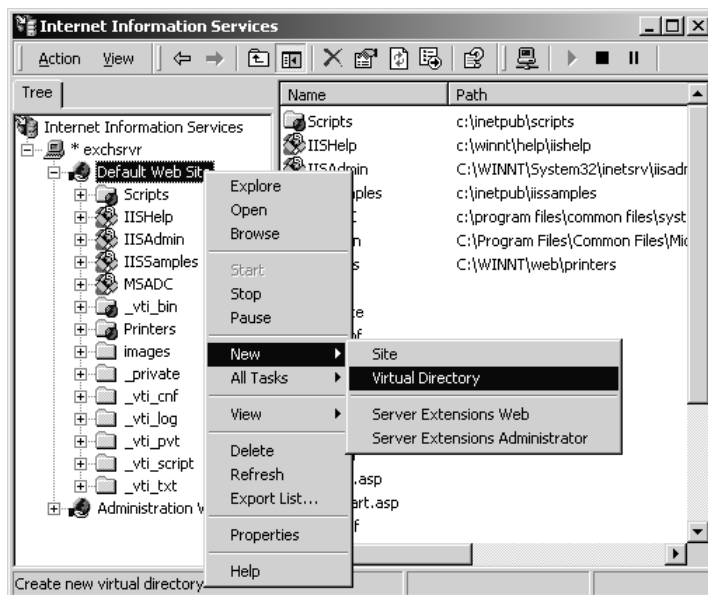 Internet Information Services
Action View
Tree
Name Path
Internet Information Services
* exchsrvr
Default Web Site
Scripts
IISHelp
IISAdmin
IISSamples
MSADC
_vti_bin
Printers
images
_private
_vti_cnf
_vti_log
_vti_pvt
_vti_script
_vti_txt
Administration
Scripts c:\inetpub\scripts
IISHelp c:\winnt\help\iishelp
IISAdmin C:\WINNT\System32\inetsrv\iisadr
ples c:\inetpub\iissamples
c:\program files\common files\syst
C:\Program Files\Common Files\Mic
C:\WINNT\web\printers
.asp
art.asp
Explore
Open
Browse
Start
Stop
Pause
New
All Tasks
View
Delete
Refresh
Export List...
Properties
Help
Site
Virtual Directory
Server Extensions Web
Server Extensions Administrator
Create new virtual directory